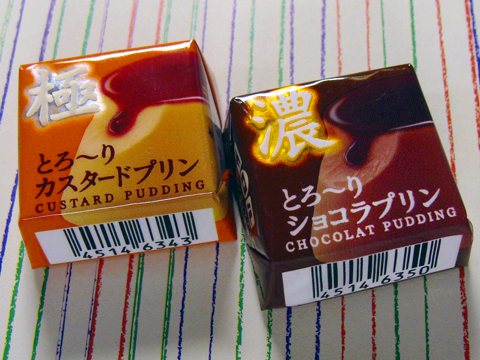 極
とろ～り
カスタードプリン
CUSTARD PUDDING
4514 6343
濃
とろ～り
ショコラプリン
CHOCOLAT PUDDING
4514 6350